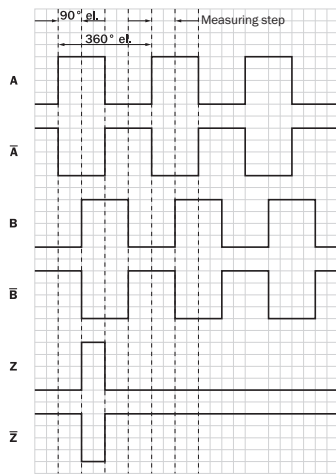 90° el.
Measuring step
360° el.
A
A̅
B
B̅
Z
Z̅